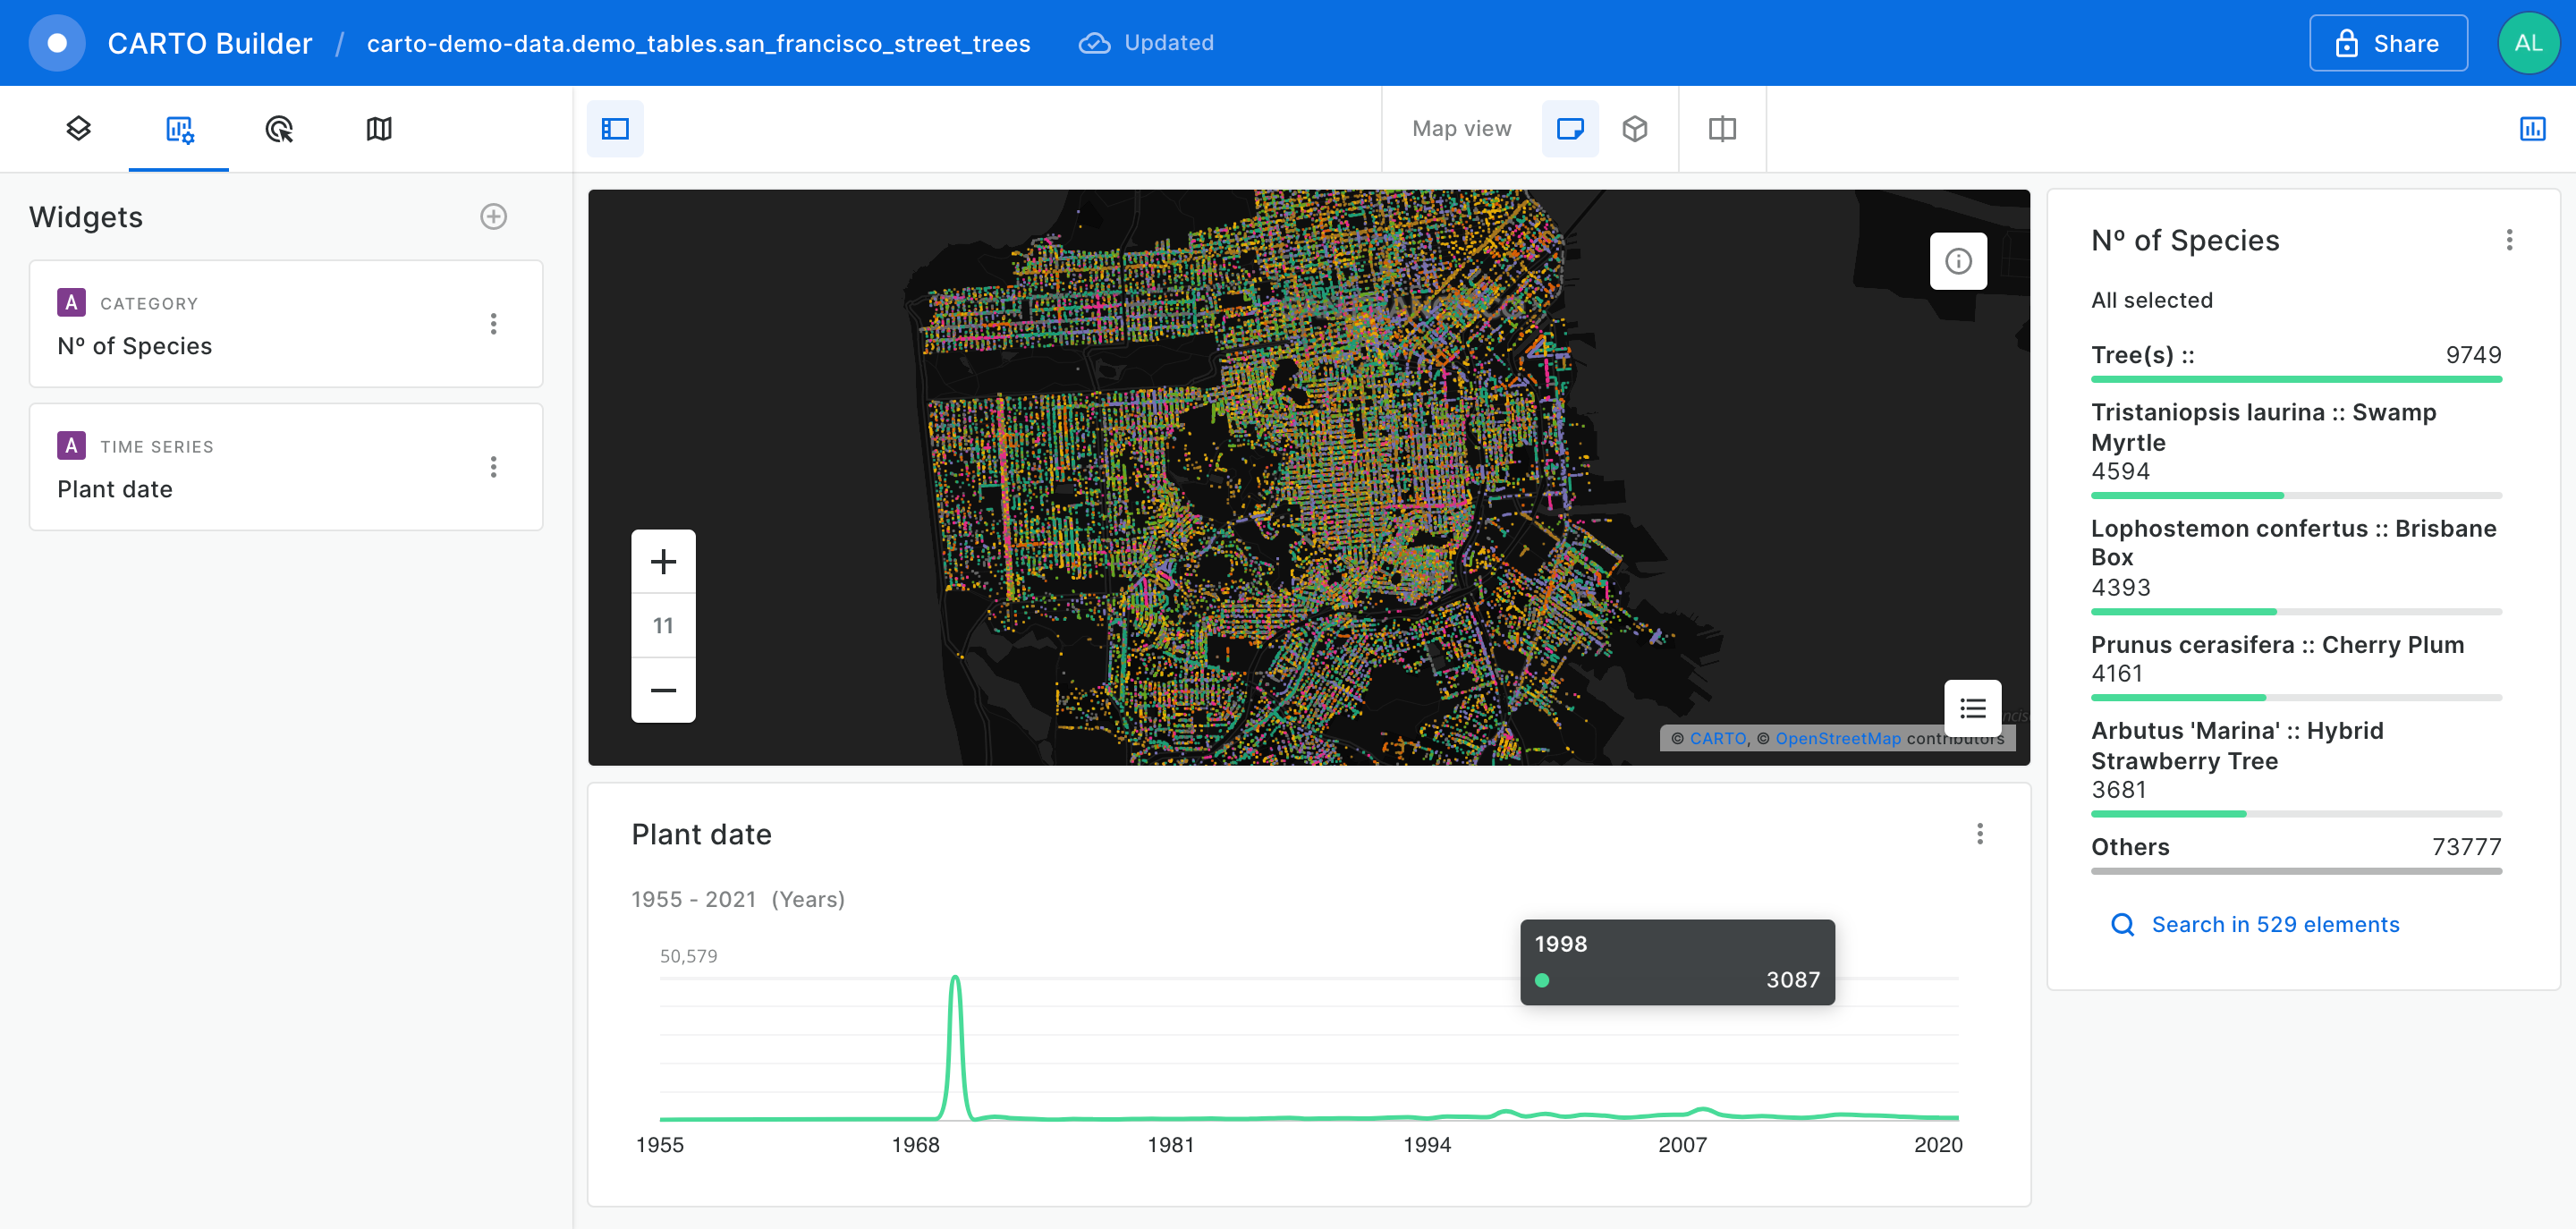 CARTO Builder / carto-demo-data.demo_tables.san_francisco_street_trees Updated Share AL
Map view
Widgets
A CATEGORY
Nº of Species
A TIME SERIES
Plant date
+
11
−
© CARTO, © OpenStreetMap contributors
Plant date
1955 - 2021 (Years)
50,579
1998
3087
1955 1968 1981 1994 2007 2020
Nº of Species
All selected
Tree(s) :: 9749
Tristaniopsis laurina :: Swamp
Myrtle
4594
Lophostemon confertus :: Brisbane
Box
4393
Prunus cerasifera :: Cherry Plum
4161
Arbutus 'Marina' :: Hybrid
Strawberry Tree
3681
Others 73777
Search in 529 elements